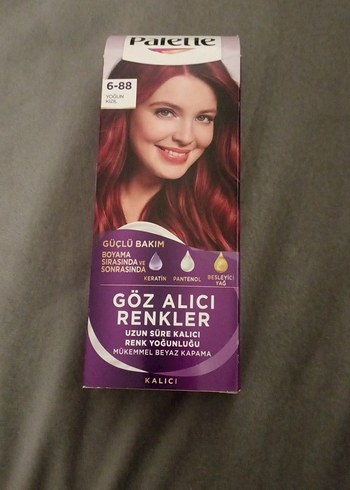 Palette
6-88
YOĞUN
KIZIL
GÜÇLÜ BAKIM
BOYAMA
SIRASINDA VE
SONRASINDA
KERATİN
PANTENOL
BESLEYİCİ
YAĞ
GÖZ ALICI
RENKLER
UZUN SÜRE KALICI
RENK YOĞUNLUĞU
MÜKEMMEL BEYAZ KAPAMA
KALICI